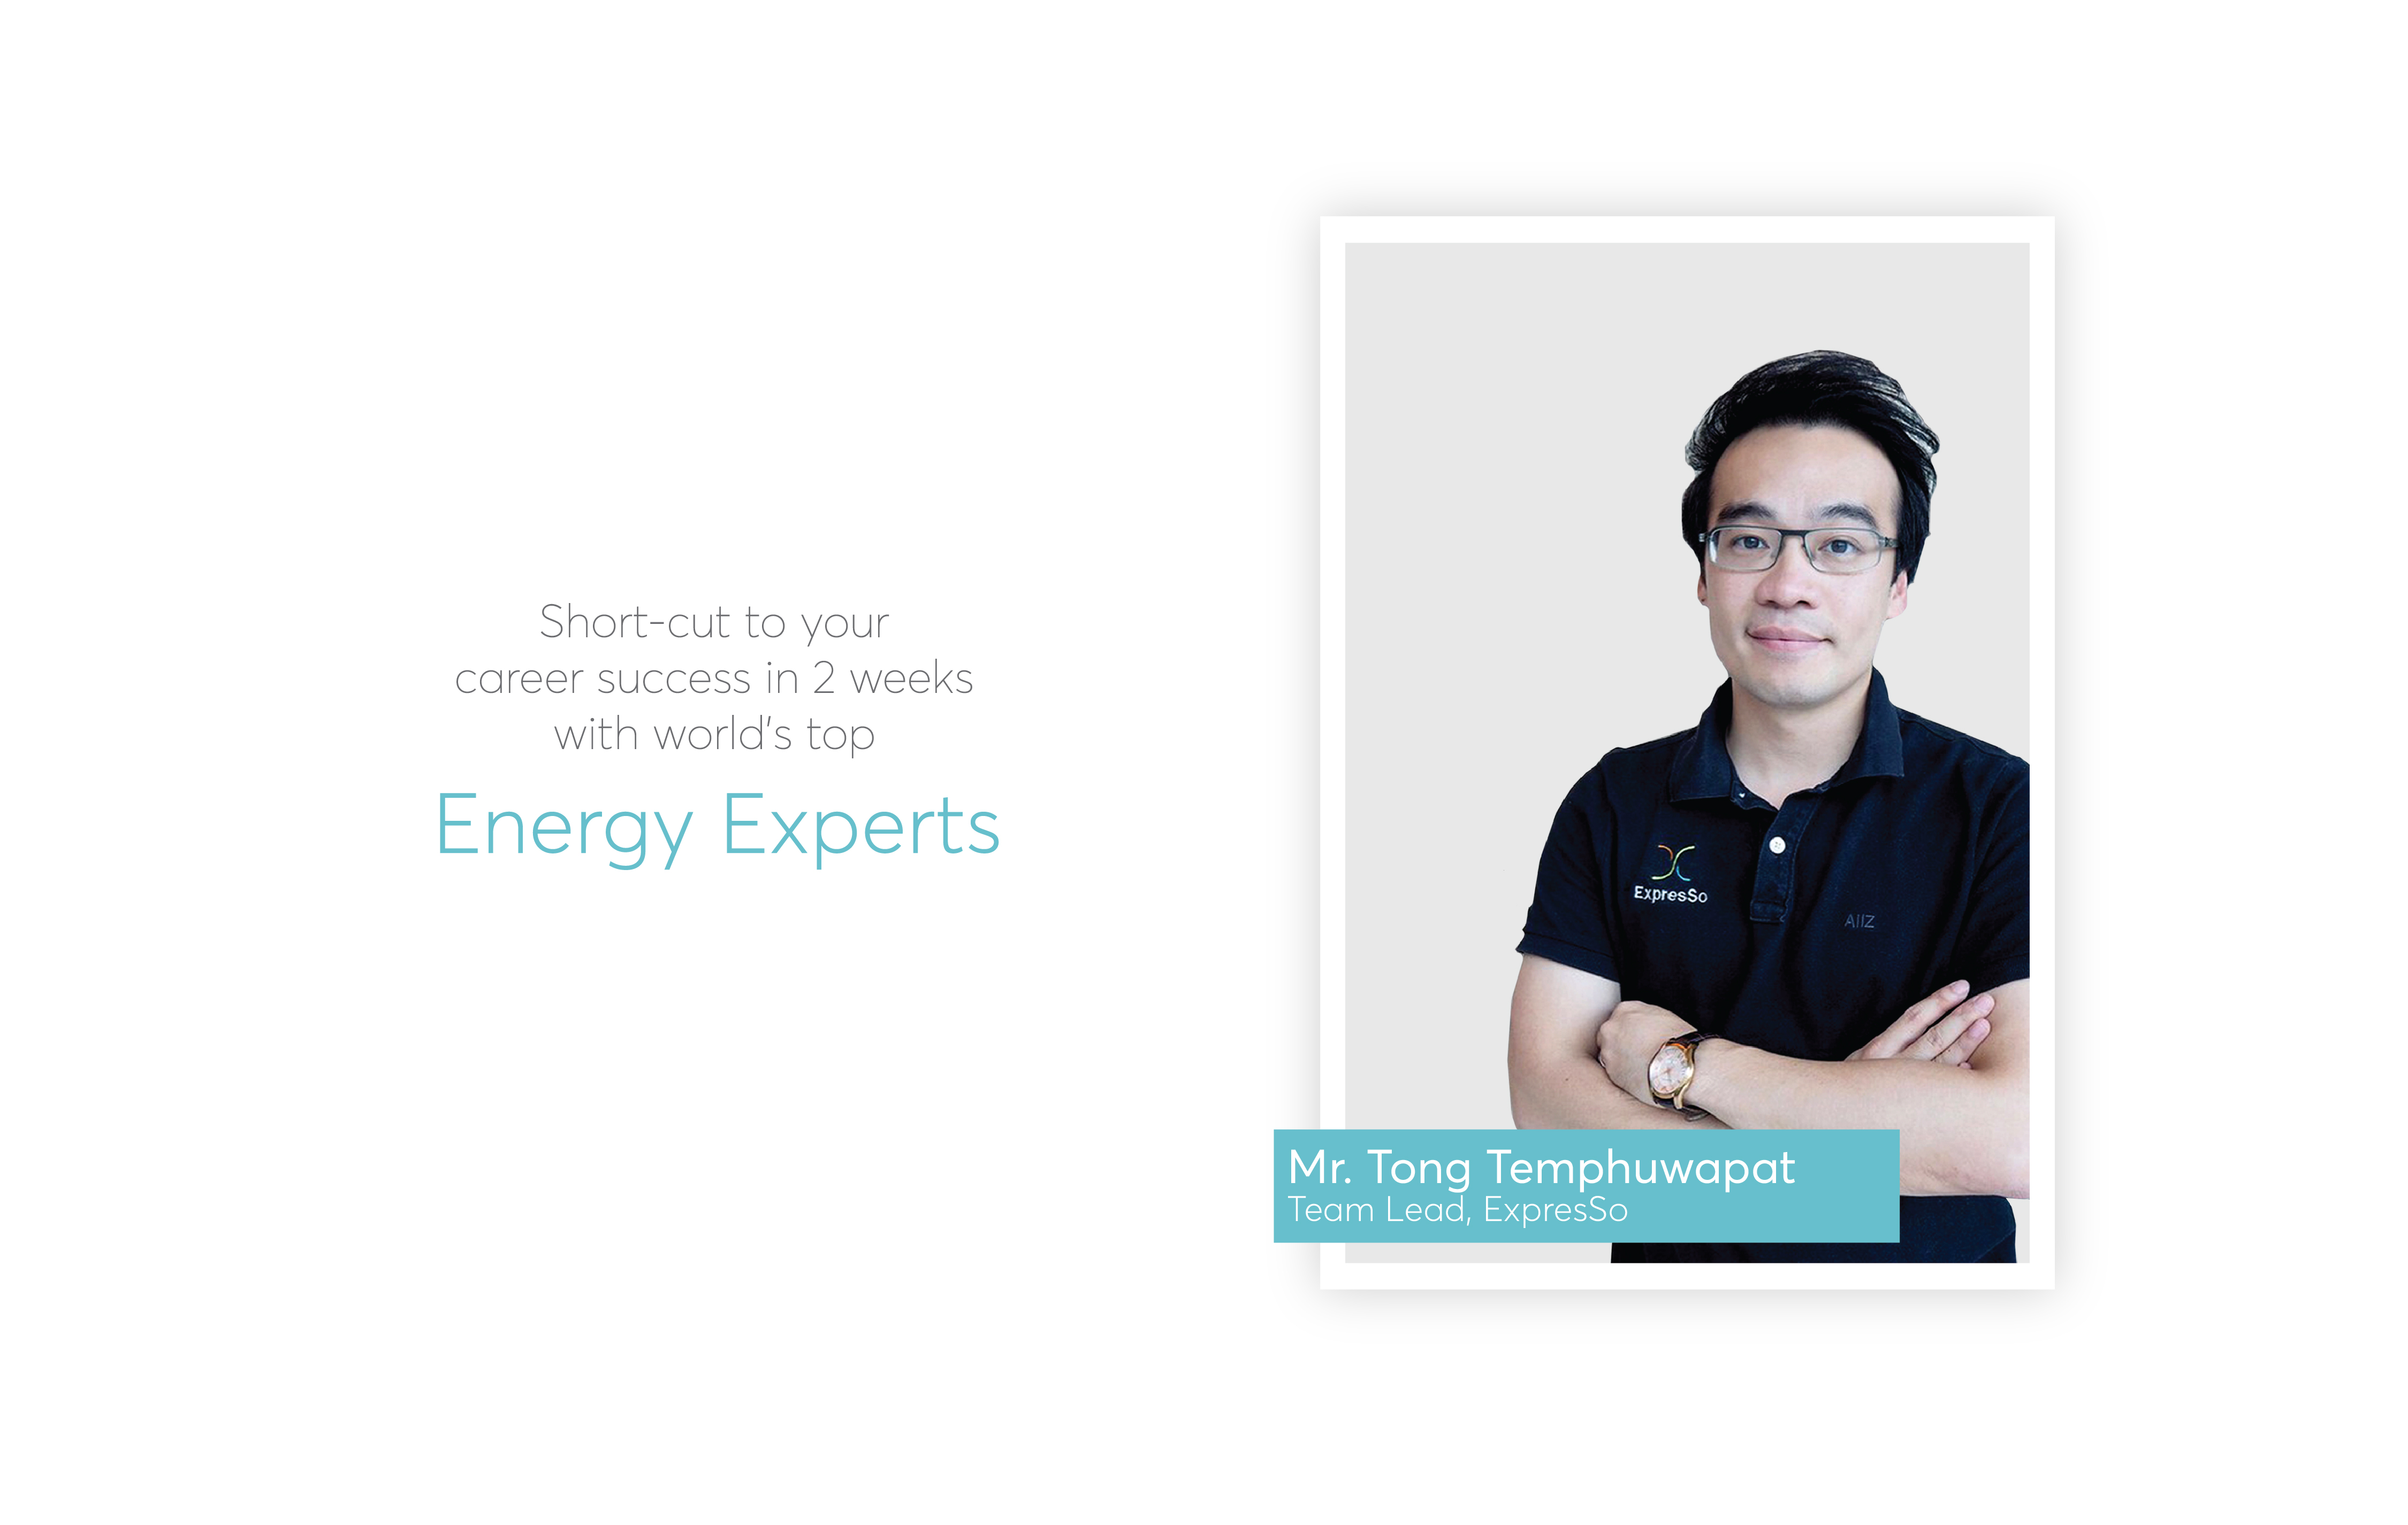 Short-cut to your
career success in 2 weeks
with world's top
Energy Experts
ExpresSo
AIIZ
Mr. Tong Temphuwapat
Team Lead, ExpresSo